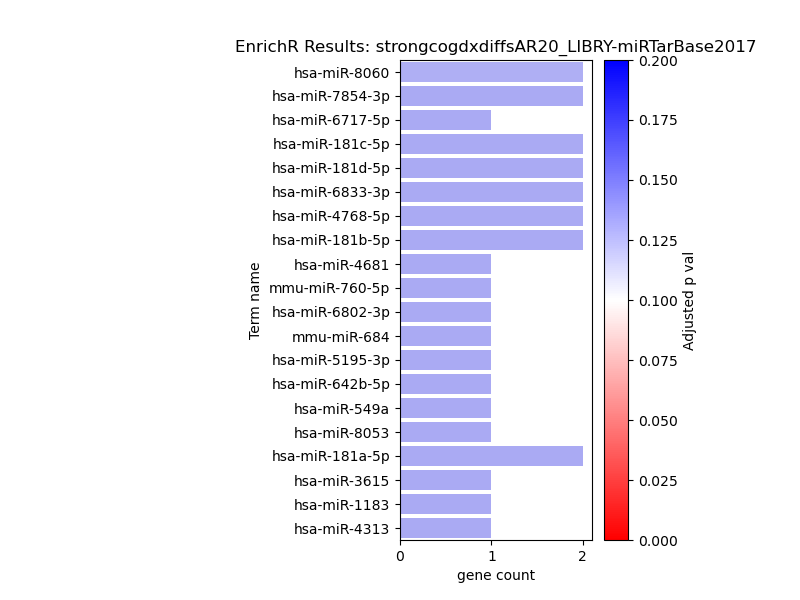 EnrichR Results: strongcogdxdiffsAR20_LIBRY-miRTarBase2017
hsa-miR-8060
hsa-miR-7854-3p
hsa-miR-6717-5p
hsa-miR-181c-5p
hsa-miR-181d-5p
hsa-miR-6833-3p
hsa-miR-4768-5p
hsa-miR-181b-5p
hsa-miR-4681
mmu-miR-760-5p
hsa-miR-6802-3p
mmu-miR-684
hsa-miR-5195-3p
hsa-miR-642b-5p
hsa-miR-549a
hsa-miR-8053
hsa-miR-181a-5p
hsa-miR-3615
hsa-miR-1183
hsa-miR-4313
Term name
0 1 2
gene count
0.200
0.175
0.150
0.125
0.100
0.075
0.050
0.025
0.000
Adjusted p val